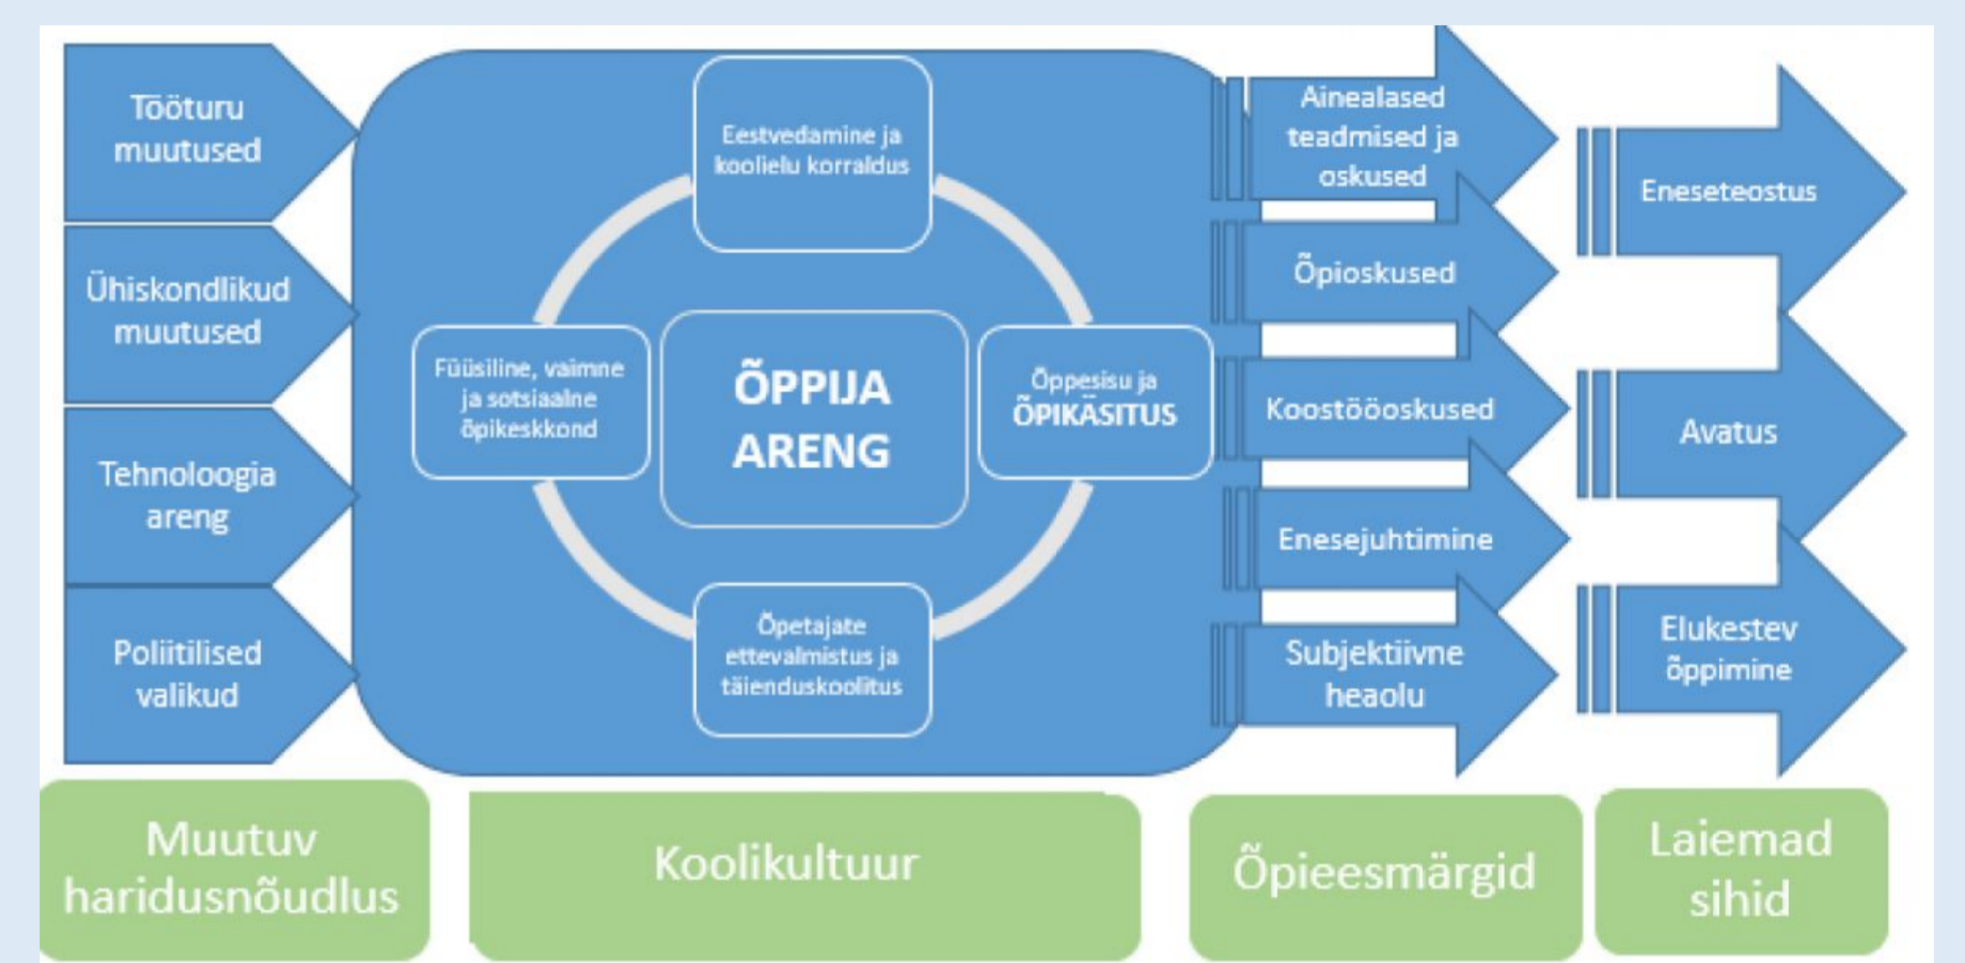 Tööturu
muutused
Ühiskondlikud
muutused
Tehnoloogia
areng
Poliitilised
valikud
Eestvedamine ja
koolielu korraldus
Füüsiline, vaimne
ja sotsiaalne
õpikeskkond
ÕPPIJA
ARENG
Õppesisu ja
ÕPIKÄSITUS
Õpetajate
ettevalmistus ja
täienduskoolitus
Ainealased
teadmised ja
oskused
Õpioskused
Koostööoskused
Enesejuhtimine
Subjektiivne
heaolu
Eneseteostus
Avatus
Elukestev
õppimine
Muutuv
haridusnõudlus
Koolikultuur
Õpieesmärgid
Laiemad
sihid